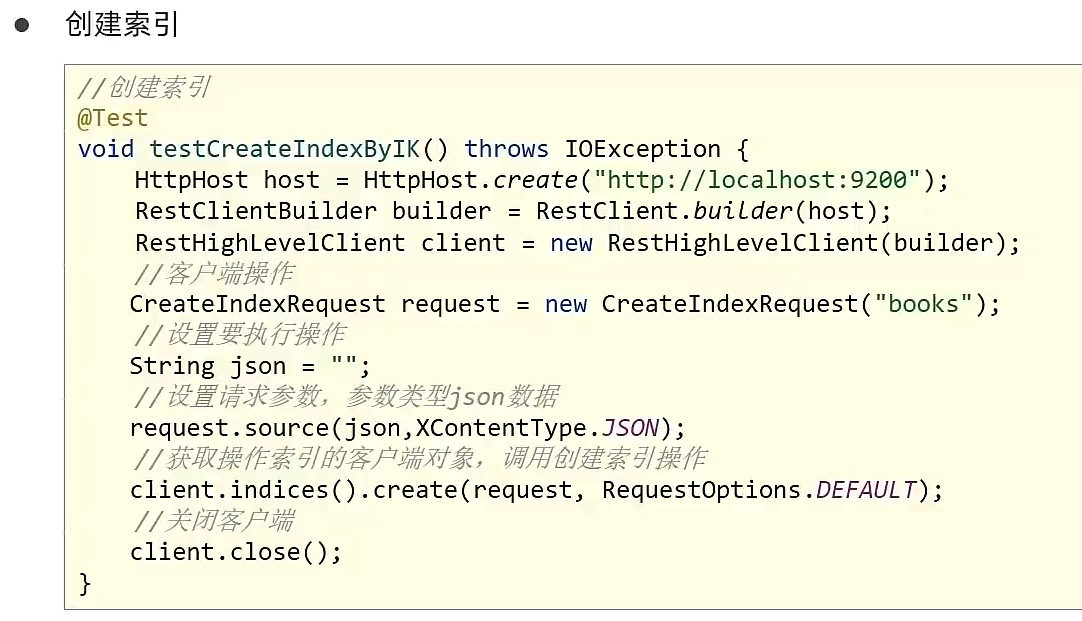 ● 创建索引
//创建索引
@Test
void testCreateIndexByIK() throws IOException {
    HttpHost host = HttpHost.create("http://localhost:9200");
    RestClientBuilder builder = RestClient.builder(host);
    RestHighLevelClient client = new RestHighLevelClient(builder);
    //客户端操作
    CreateIndexRequest request = new CreateIndexRequest("books");
    //设置要执行操作
    String json = "";
    //设置请求参数，参数类型json数据
    request.source(json,XContentType.JSON);
    //获取操作索引的客户端对象，调用创建索引操作
    client.indices().create(request, RequestOptions.DEFAULT);
    //关闭客户端
    client.close();
}